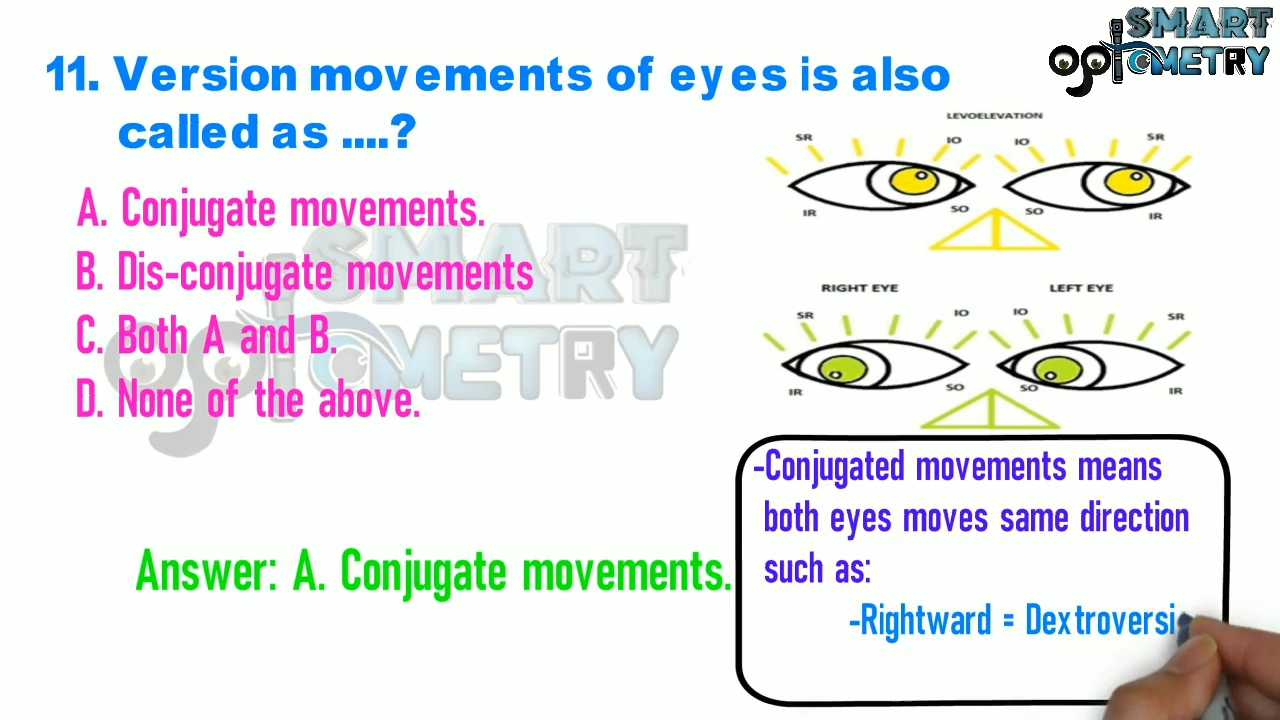 SMART
OPTOMETRY
11. Version movements of eyes is also
called as ....?
A. Conjugate movements.
B. Dis-conjugate movements
C. Both A and B.
D. None of the above.
SMART
OPTOMETRY
LEVOELEVATION
SR IO IO SR
IR SO SO IR
RIGHT EYE LEFT EYE
SR IO IO SR
IR SO SO IR
-Conjugated movements means
both eyes moves same direction
such as:
-Rightward = Dextroversi
Answer: A. Conjugate movements.